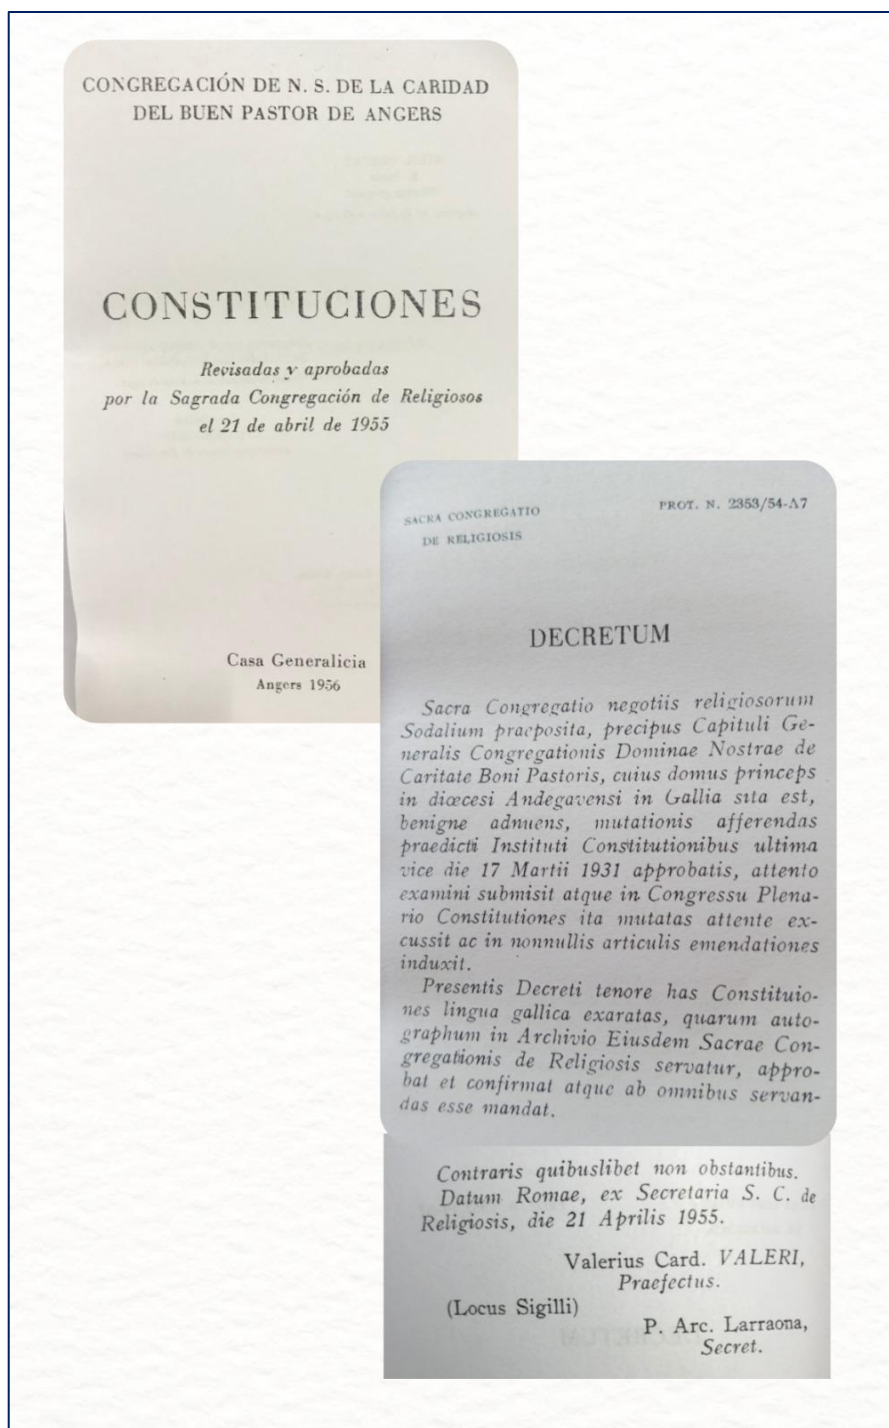 CONGREGACIÓN DE N. S. DE LA CARIDAD
DEL BUEN PASTOR DE ANGERS
CONSTITUCIONES
Revisadas y aprobadas
por la Sagrada Congregación de Religiosos
el 21 de abril de 1955
Casa Generalicia
Angers 1956
SACRA CONGREGATIO
DE RELIGIOSIS
PROT. N. 2353/54-A7
DECRETUM
Sacra Congregatio negotiis religiosorum
Sodalium praeposita, precipus Capituli Ge-
neralis Congregationis Dominae Nostrae de
Caritate Boni Pastoris, cuius domus princeps
in diœcesi Andegavensi in Gallia sita est,
benigne adnuens, mutationis afferendas
praedicti Instituti Constitutionibus ultima
vice die 17 Martii 1931 approbatis, attento
examini submisit atque in Congressu Plena-
rio Constitutiones ita mutatas attente ex-
cussit ac in nonnullis articulis emendationes
induxit.
Presentis Decreti tenore has Constituio-
nes lingua gallica exaratas, quarum auto-
graphum in Archivio Eiusdem Sacrae Con-
gregationis de Religiosis servatur, appro-
bat et confirmat atque ab omnibus servan-
das esse mandat.
Contraris quibuslibet non obstantibus.
Datum Romae, ex Secretaria S. C. de
Religiosis, die 21 Aprilis 1955.
Valerius Card. VALERI,
Praefectus.
(Locus Sigilli)
P. Arc. Larraona,
Secret.